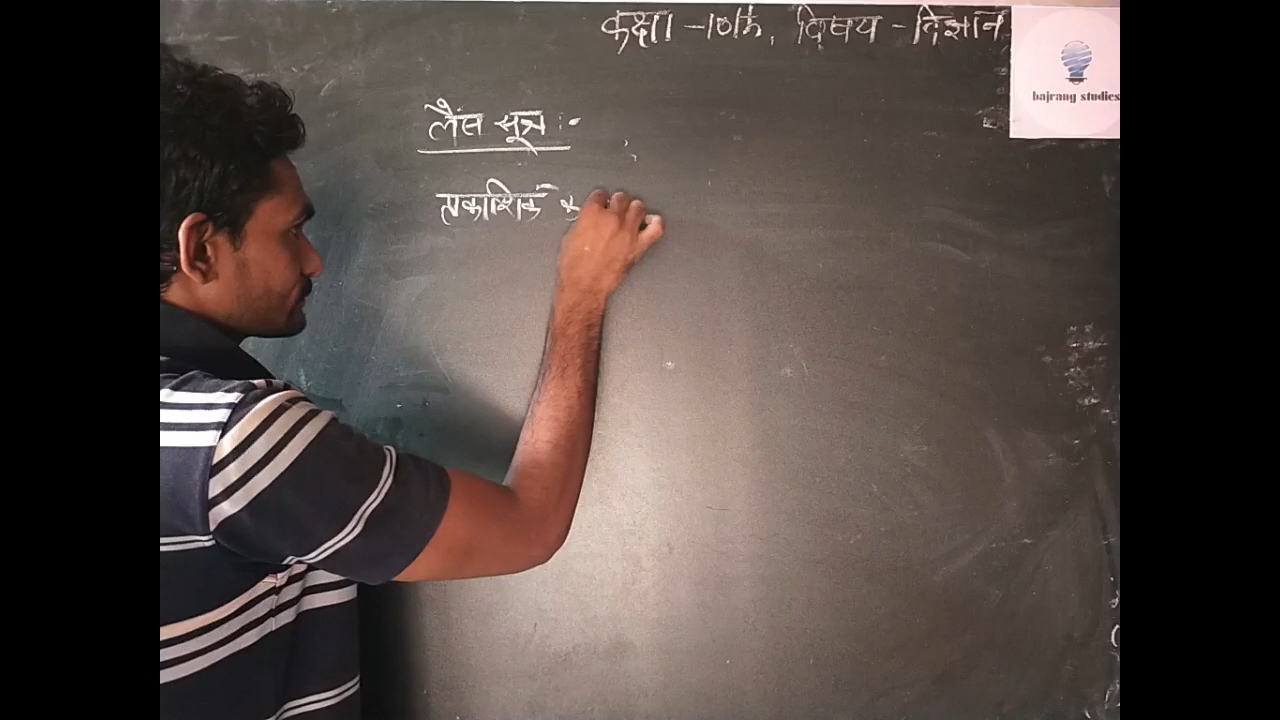 कक्षा - 10th, विषय - विज्ञान
bajrang studies
लैंस सूत्र :-
प्रकाशिक